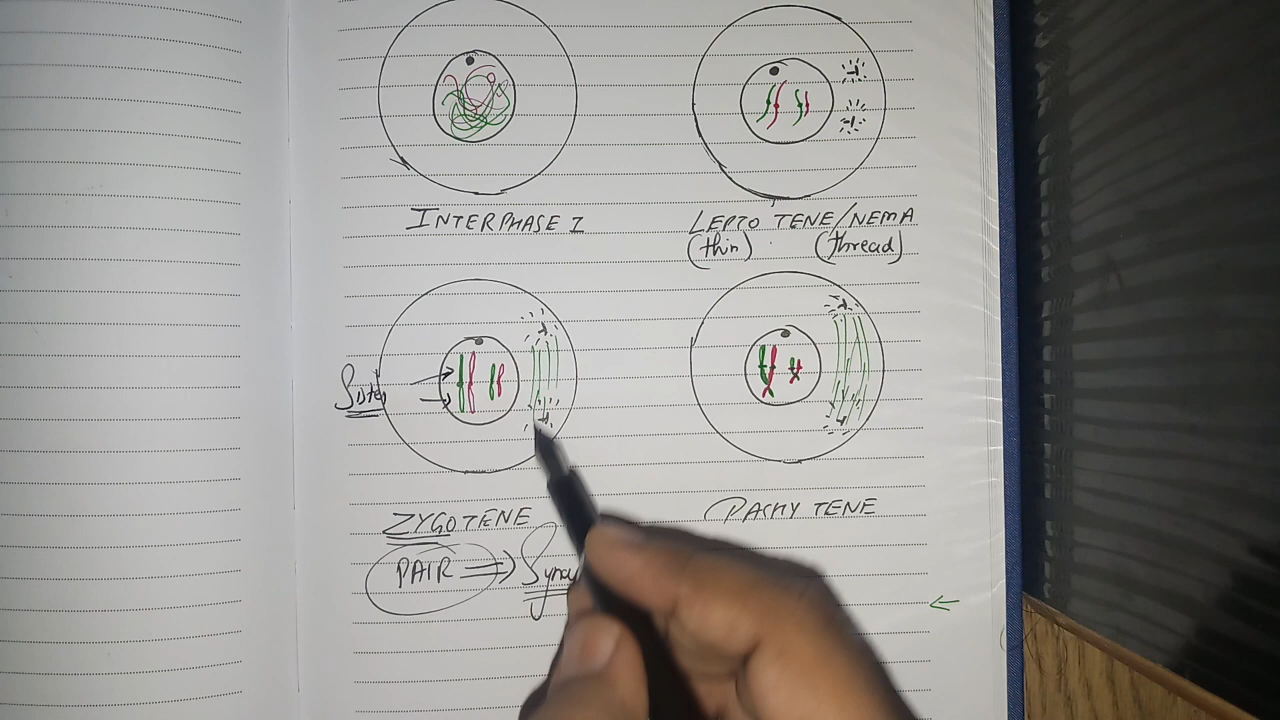 INTERPHASE I
LEPTO TENE/NEMA
(thin) (thread)
ZYGOTENE
PACHY TENE
PAIR ⇒